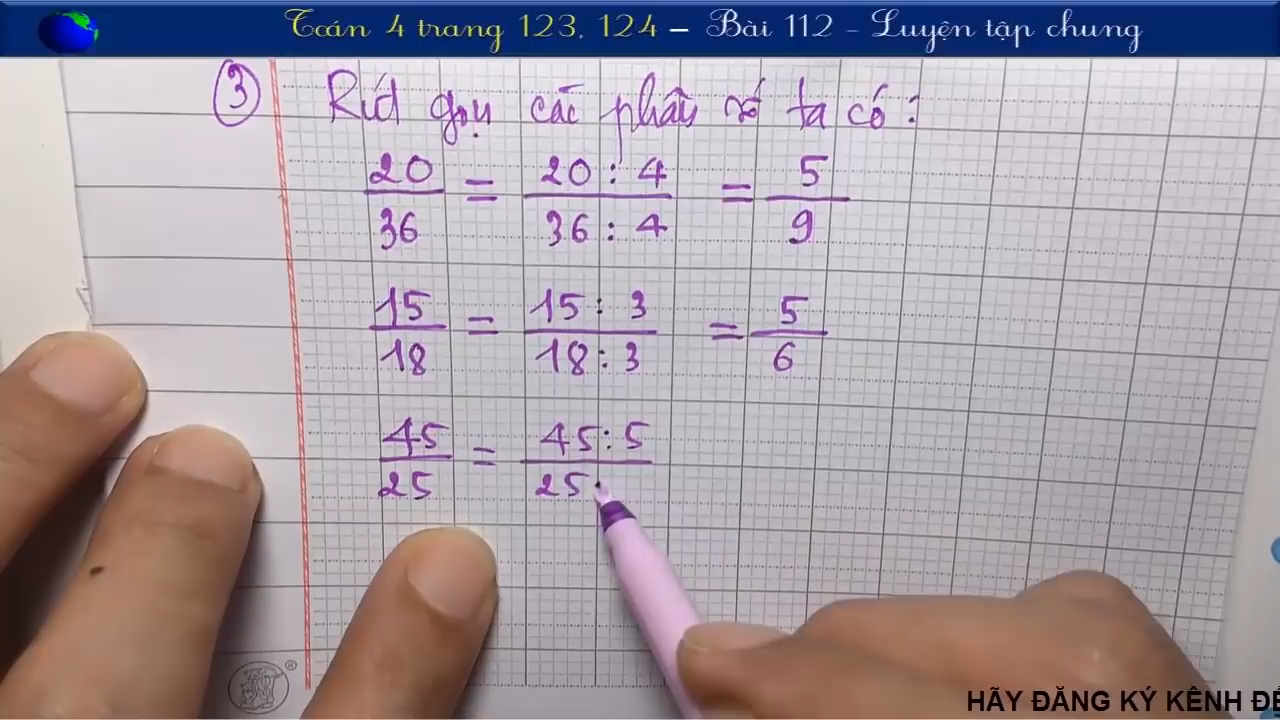 Toán 4 trang 123, 124 – Bài 112 - Luyện tập chung
3 Rút gọn các phân số ta có:
20/36 = 20 : 4/36 : 4 = 5/9
15/18 = 15 : 3/18 : 3 = 5/6
45/25 = 45 : 5/25 :
HÃY ĐĂNG KÝ KÊNH ĐỂ